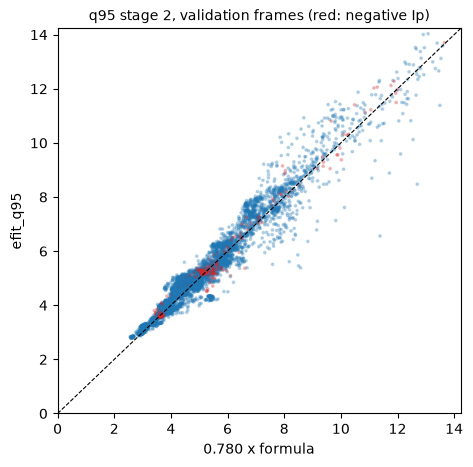 q95 stage 2, validation frames (red: negative Ip)
14
12
10
8
6
4
2
0
efit_q95
0 2 4 6 8 10 12 14
0.780 x formula